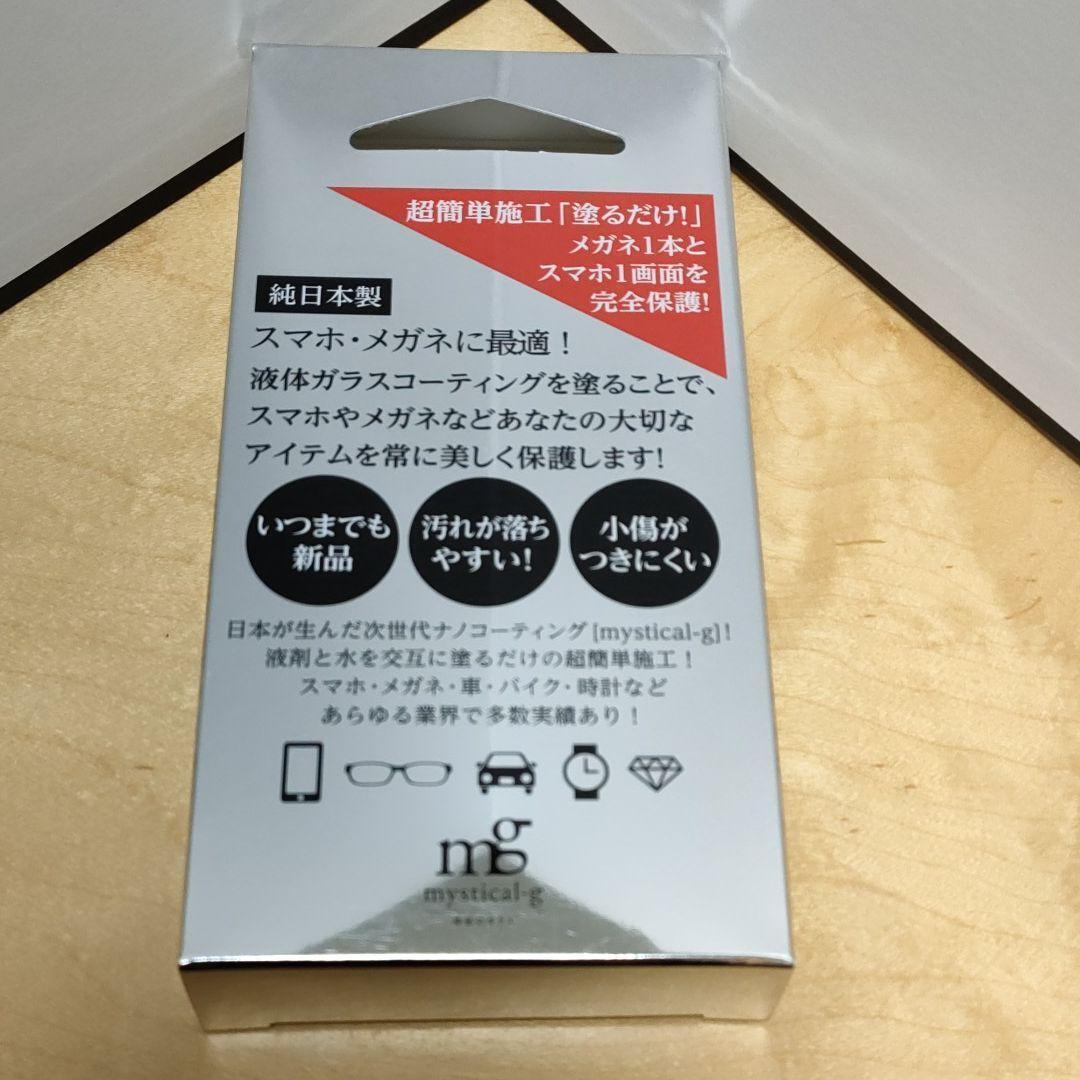 超簡単施工「塗るだけ!」
メガネ1本と
スマホ1画面を
完全保護!
純日本製
スマホ・メガネに最適！
液体ガラスコーティングを塗ることで、
スマホやメガネなどあなたの大切な
アイテムを常に美しく保護します!
いつまでも
新品
汚れが落ち
やすい!
小傷が
つきにくい
日本が生んだ次世代ナノコーティング[mystical-g]!
液剤と水を交互に塗るだけの超簡単施工！
スマホ・メガネ・車・バイク・時計など
あらゆる業界で多数実績あり！
mg
mystical-g